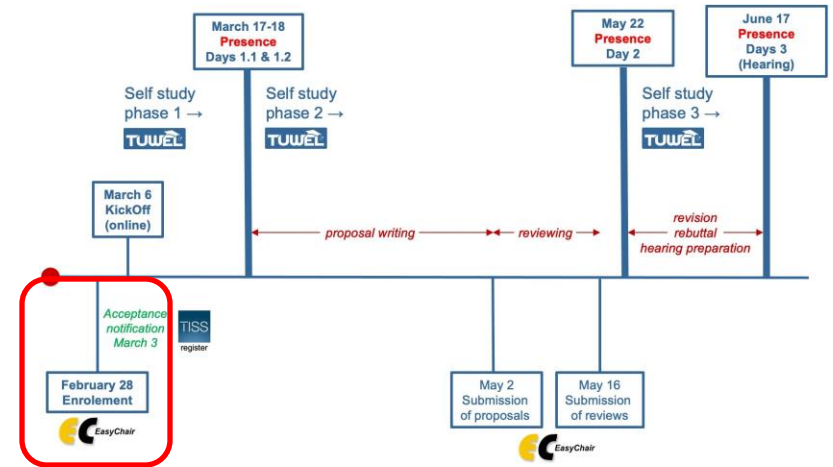 March 17-18
Presence
Days 1.1 & 1.2
May 22
Presence
Day 2
June 17
Presence
Days 3
(Hearing)
Self study
phase 1 →
TUWEL
Self study
phase 2 →
TUWEL
Self study
phase 3 →
TUWEL
March 6
KickOff
(online)
proposal writing
reviewing
revision
rebuttal
hearing preparation
Acceptance
notification
March 3
TISS
register
February 28
Enrolement
EC EasyChair
May 2
Submission
of proposals
May 16
Submission
of reviews
EC EasyChair